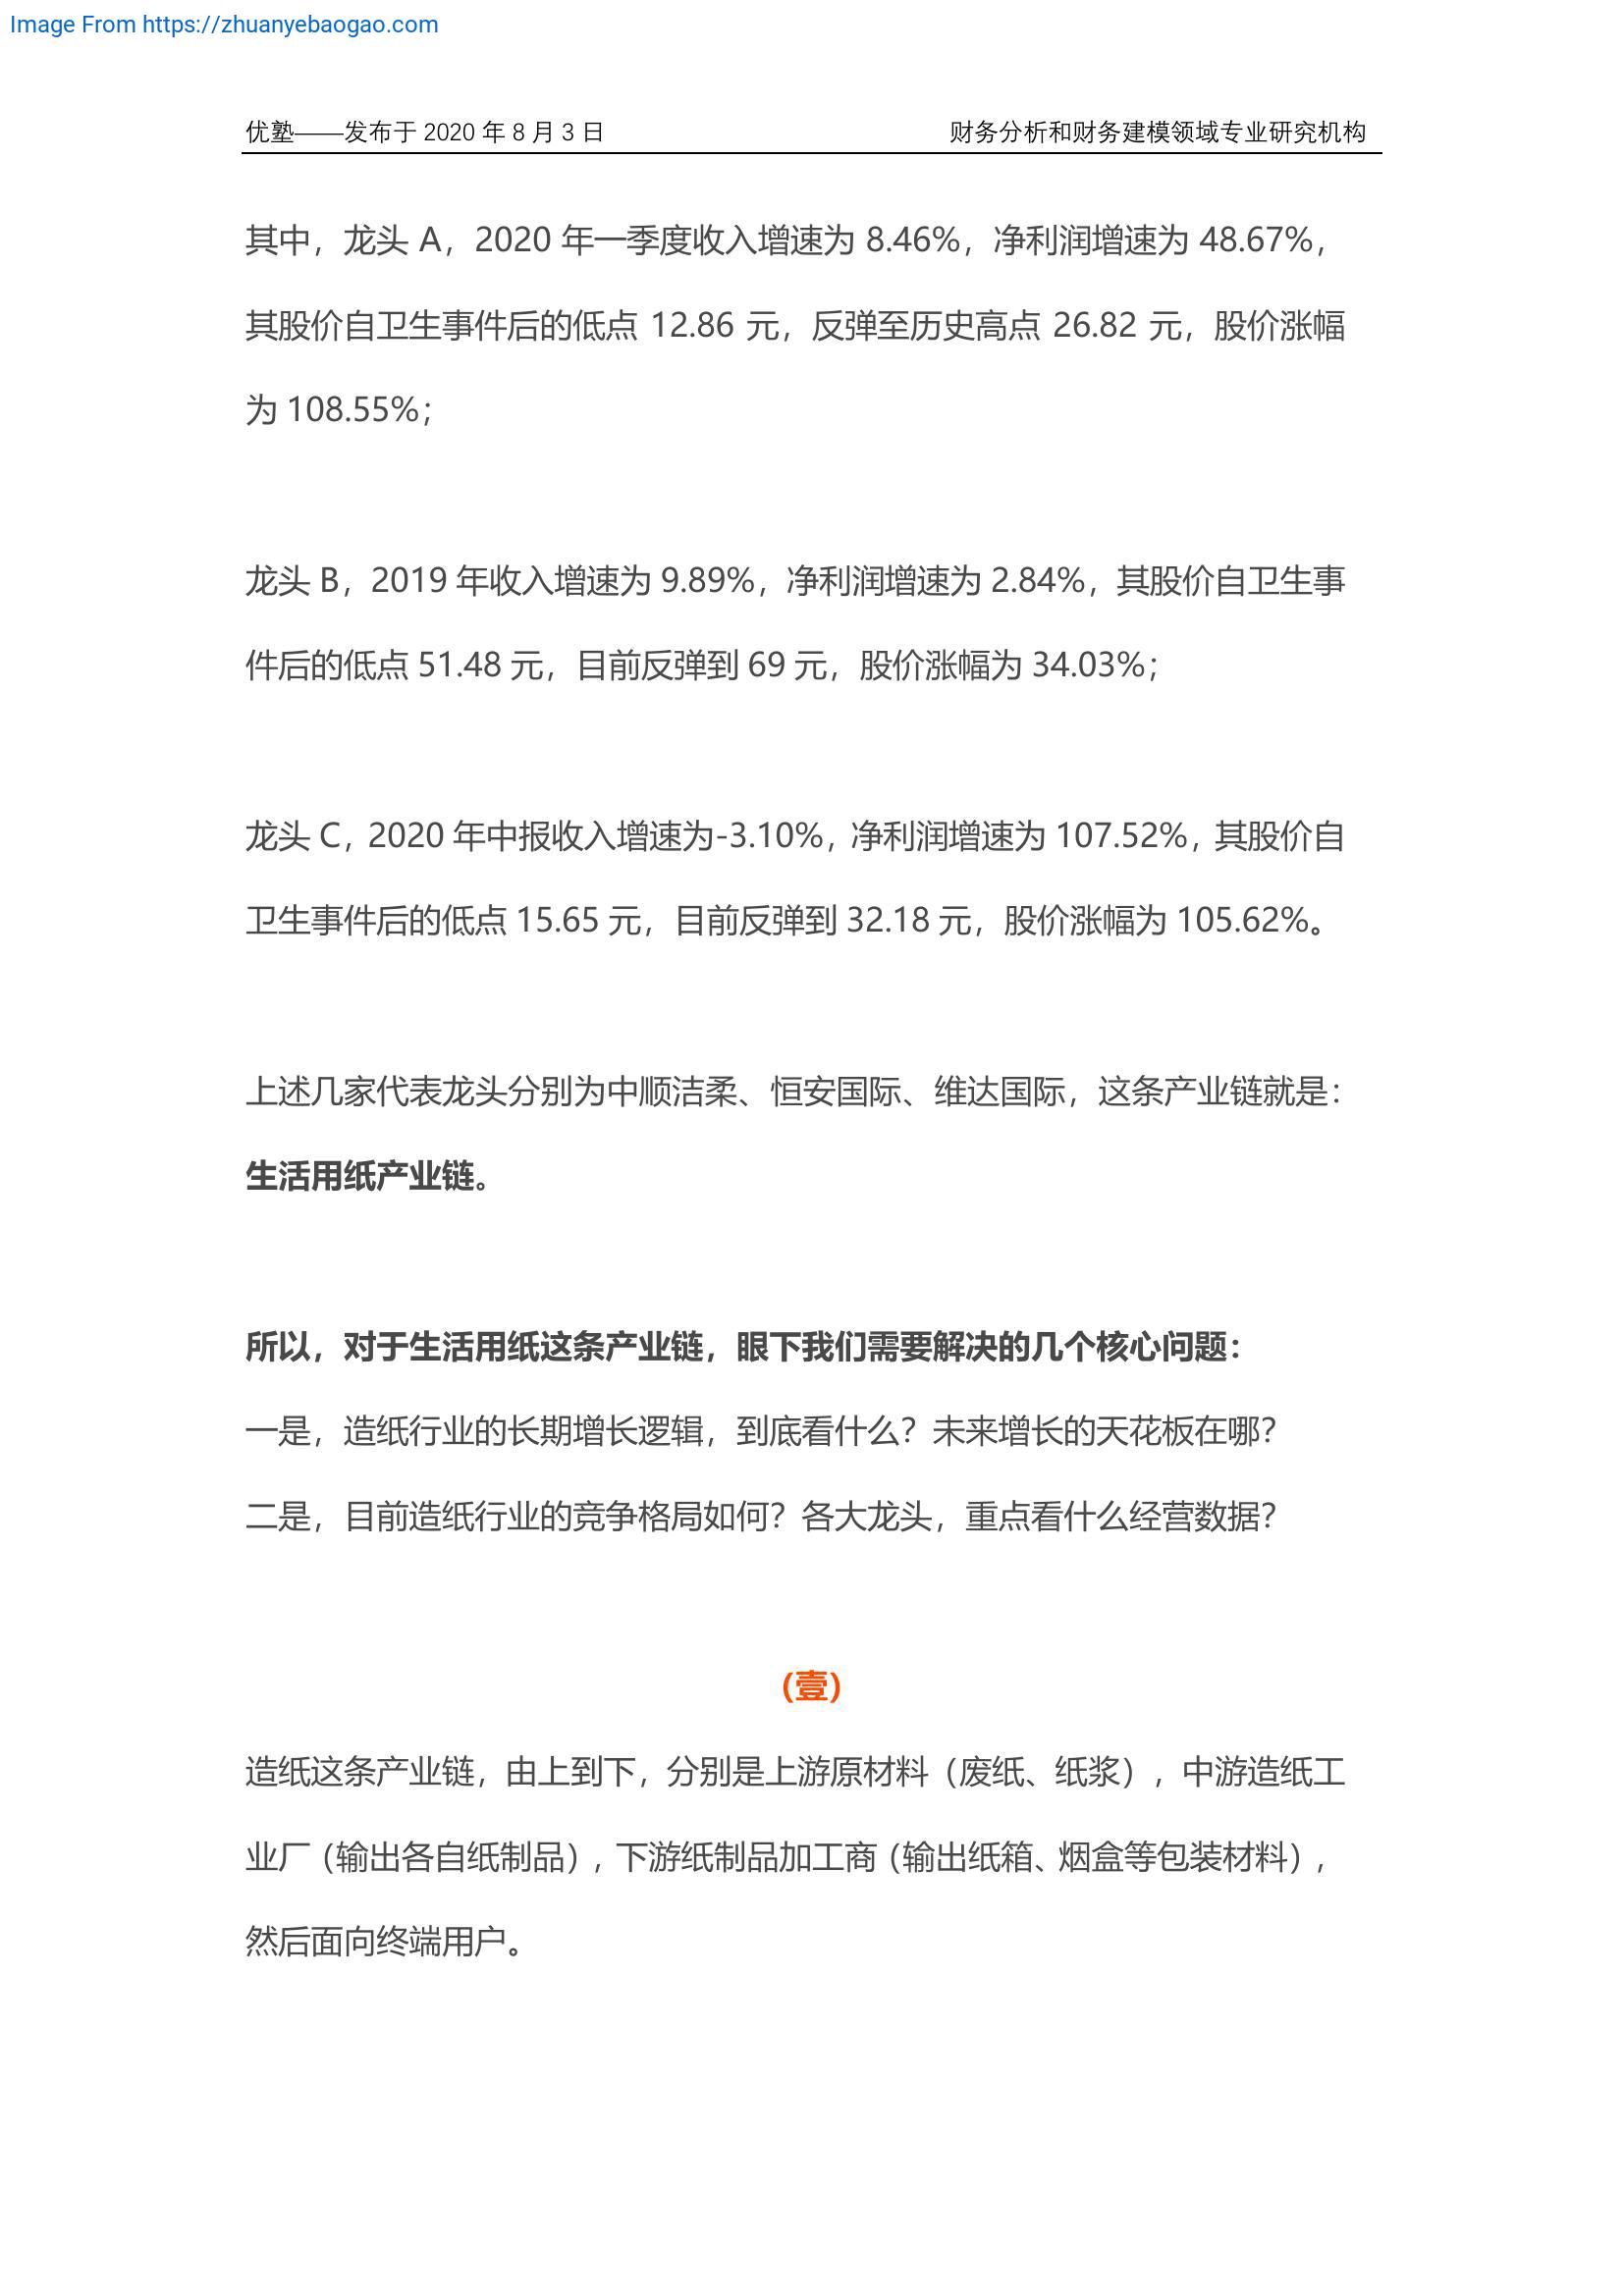 Image From https://zhuanyebaogao.com
优塾——发布于 2020 年 8 月 3 日 财务分析和财务建模领域专业研究机构
其中，龙头 A，2020 年一季度收入增速为 8.46%，净利润增速为 48.67%，
其股价自卫生事件后的低点 12.86 元，反弹至历史高点 26.82 元，股价涨幅
为 108.55%；
龙头 B，2019 年收入增速为 9.89%，净利润增速为 2.84%，其股价自卫生事
件后的低点 51.48 元，目前反弹到 69 元，股价涨幅为 34.03%；
龙头 C，2020 年中报收入增速为-3.10%，净利润增速为 107.52%，其股价自
卫生事件后的低点 15.65 元，目前反弹到 32.18 元，股价涨幅为 105.62%。
上述几家代表龙头分别为中顺洁柔、恒安国际、维达国际，这条产业链就是：
生活用纸产业链。
所以，对于生活用纸这条产业链，眼下我们需要解决的几个核心问题：
一是，造纸行业的长期增长逻辑，到底看什么？未来增长的天花板在哪？
二是，目前造纸行业的竞争格局如何？各大龙头，重点看什么经营数据？
（壹）
造纸这条产业链，由上到下，分别是上游原材料（废纸、纸浆），中游造纸工
业厂（输出各自纸制品），下游纸制品加工商（输出纸箱、烟盒等包装材料），
然后面向终端用户。